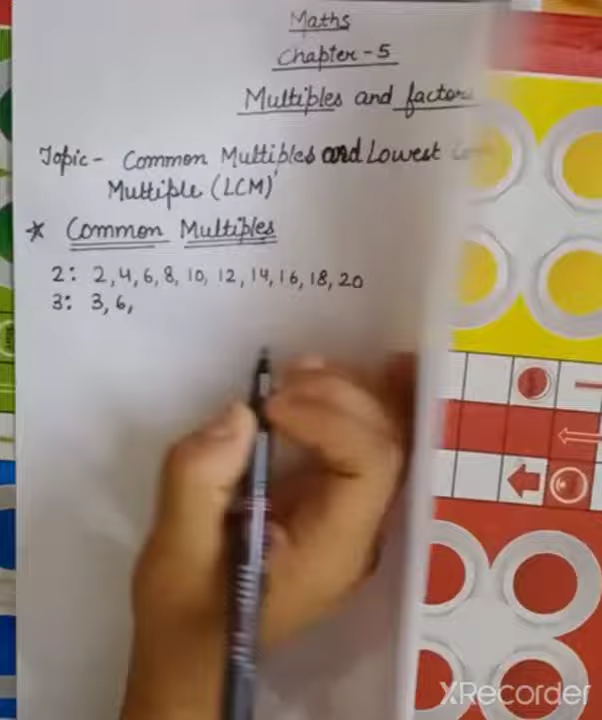 Maths
Chapter - 5
Multiples and factors
Topic - Common Multiples and Lowest
Multiple (LCM)
* Common Multiples
2: 2, 4, 6, 8, 10, 12, 14, 16, 18, 20
3: 3, 6,
XRecorder